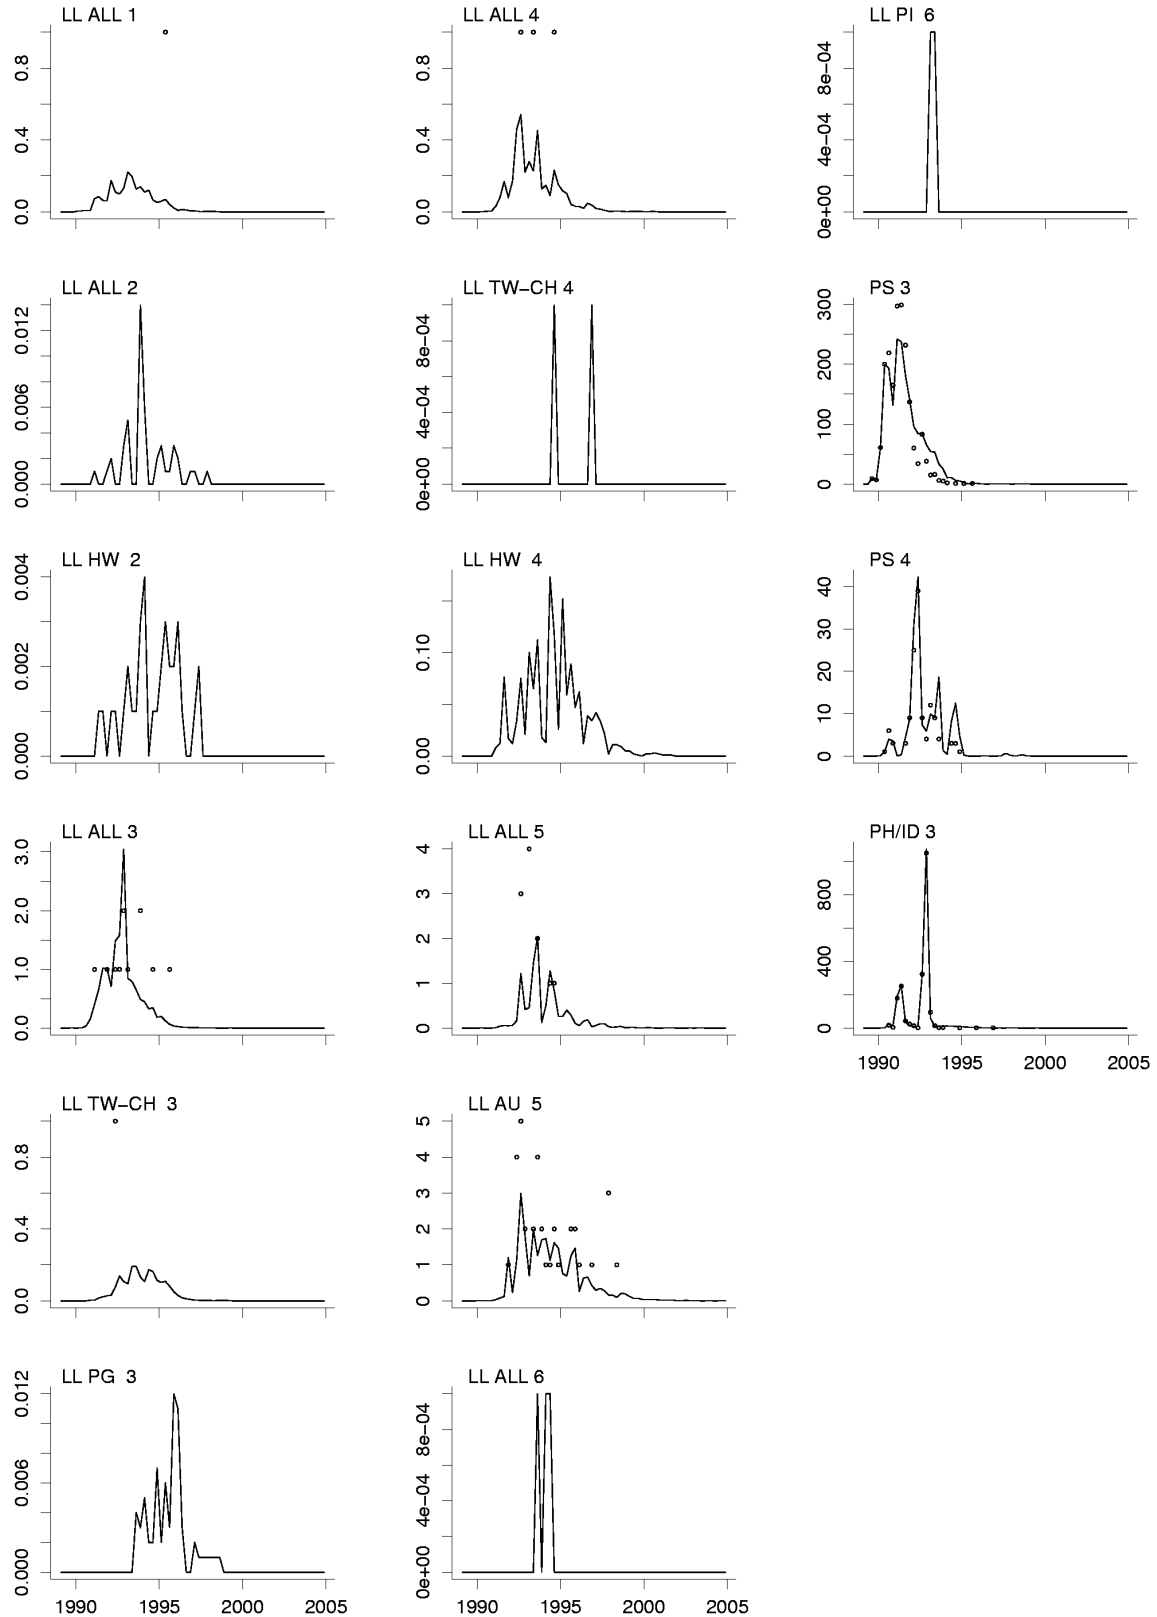 LL ALL 1
0.0 0.4 0.8
LL ALL 4
0.0 0.4 0.8
LL PI 6
0e+00 4e−04 8e−04
LL ALL 2
0.000 0.006 0.012
LL TW−CH 4
0e+00 4e−04 8e−04
PS 3
0 100 200 300
LL HW 2
0.000 0.002 0.004
LL HW 4
0.00 0.10
PS 4
0 10 20 30 40
LL ALL 3
0.0 1.0 2.0 3.0
LL ALL 5
0 1 2 3 4
PH/ID 3
0 400 800
1990 1995 2000 2005
LL TW−CH 3
0.0 0.4 0.8
LL AU 5
0 1 2 3 4 5
LL PG 3
0.000 0.006 0.012
1990 1995 2000 2005
LL ALL 6
0e+00 4e−04 8e−04
1990 1995 2000 2005